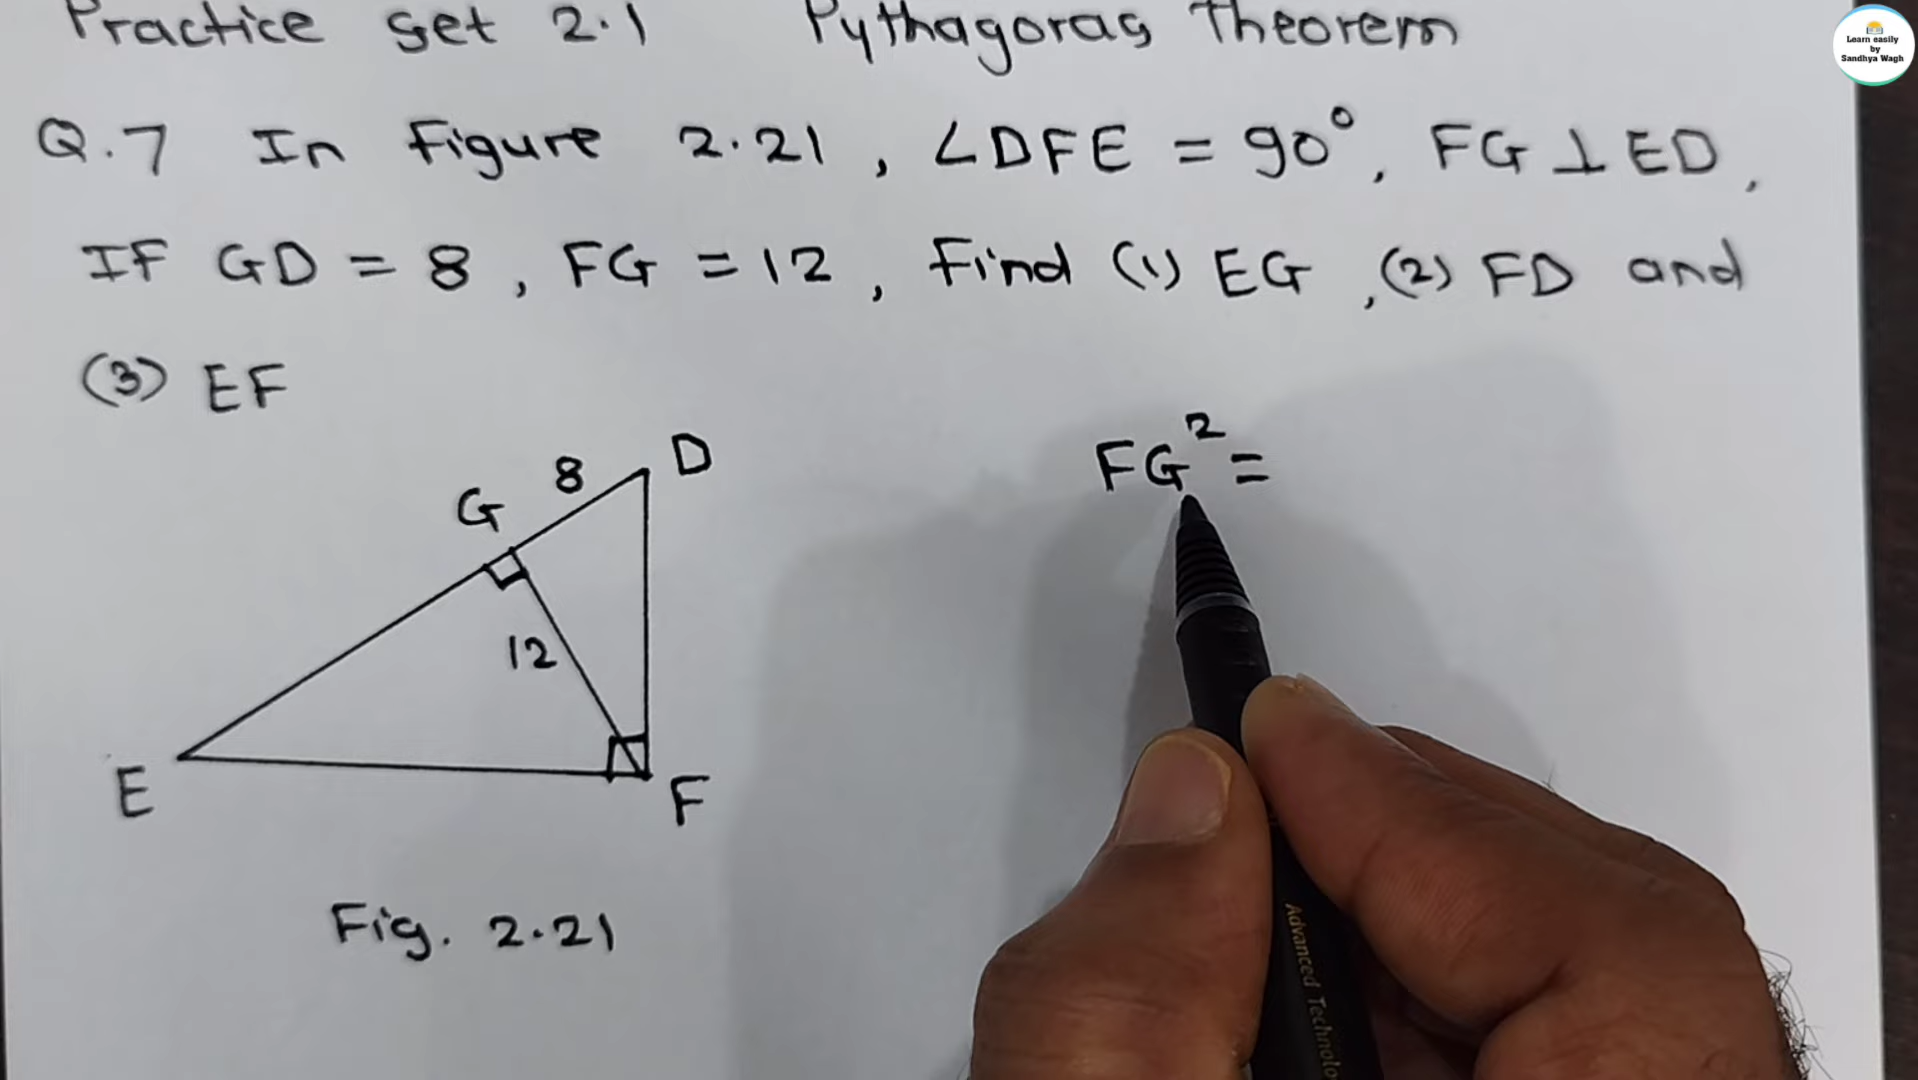 Practice set 2.1 Pythagoras Theorem
Learn easily
by
Sandhya Wagh
Q.7 In Figure 2.21, ∠DFE = 90°, FG ⊥ ED,
IF GD = 8, FG = 12, Find (1) EG, (2) FD and
(3) EF
D
8
G
FG² =
12
E
F
Fig. 2.21
Advanced Technolo